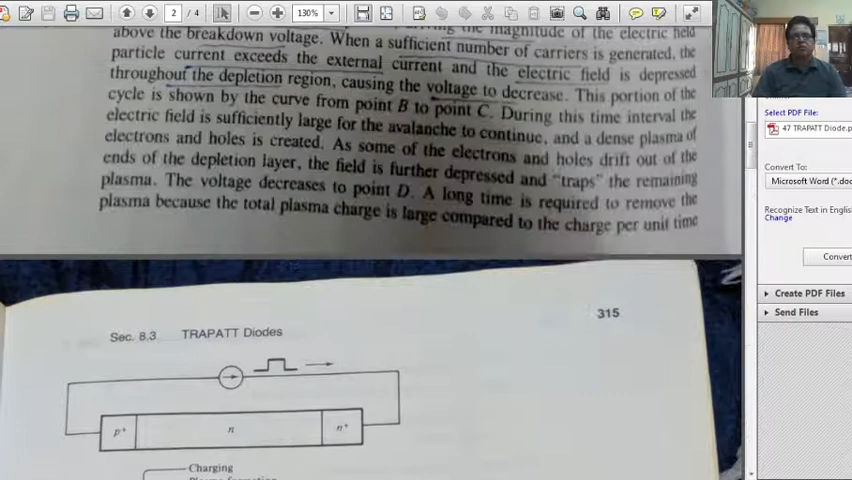 2 / 4
130%
Select PDF File:
47 TRAPATT Diode.p
Convert To:
Microsoft Word (*.doc
Recognize Text in English
Change
Convert
Create PDF Files
Send Files
magnitude of the electric field
above the breakdown voltage. When a sufficient number of carriers is generated, the
particle current exceeds the external current and the electric field is depressed
throughout the depletion region, causing the voltage to decrease. This portion of the
cycle is shown by the curve from point B to point C. During this time interval the
electric field is sufficiently large for the avalanche to continue, and a dense plasma of
electrons and holes is created. As some of the electrons and holes drift out of the
ends of the depletion layer, the field is further depressed and "traps" the remaining
plasma. The voltage decreases to point D. A long time is required to remove the
plasma because the total plasma charge is large compared to the charge per unit time
Sec. 8.3 TRAPATT Diodes 315
p+ n n+
Charging